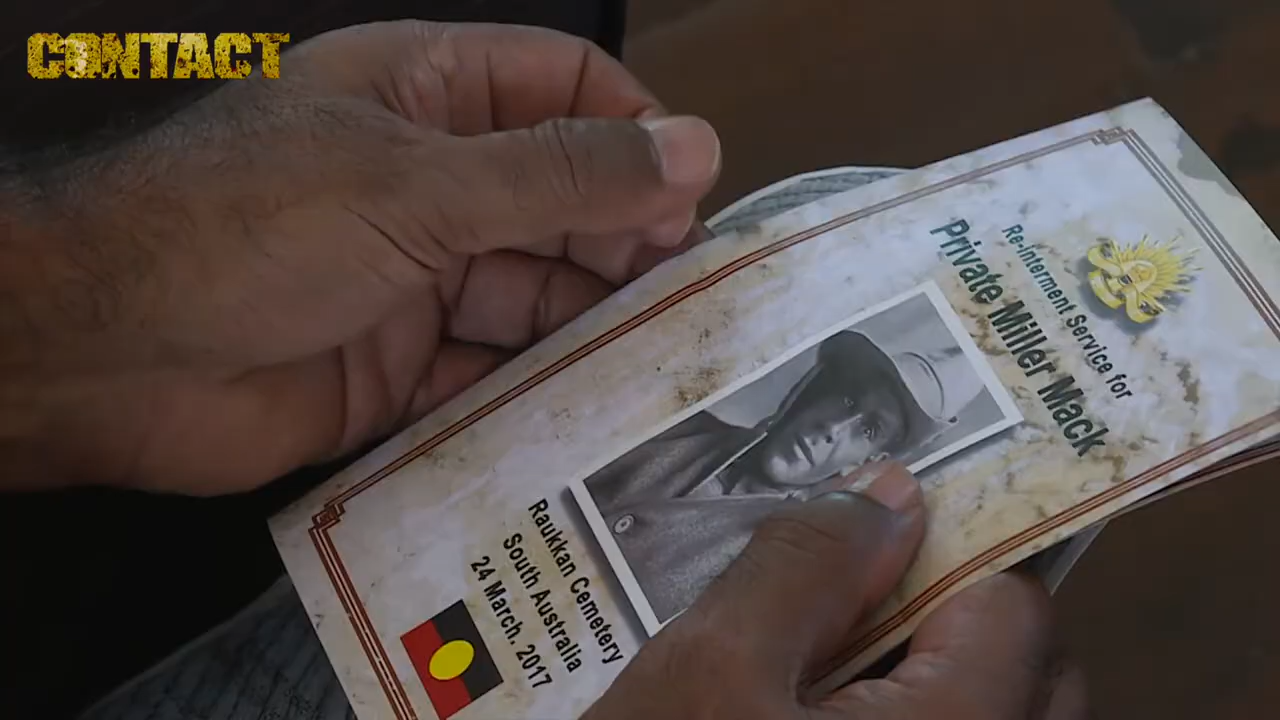 CONTACT
Re-Interment Service for
Private Miller Mack
Raukkan Cemetery
South Australia
24 March, 2017